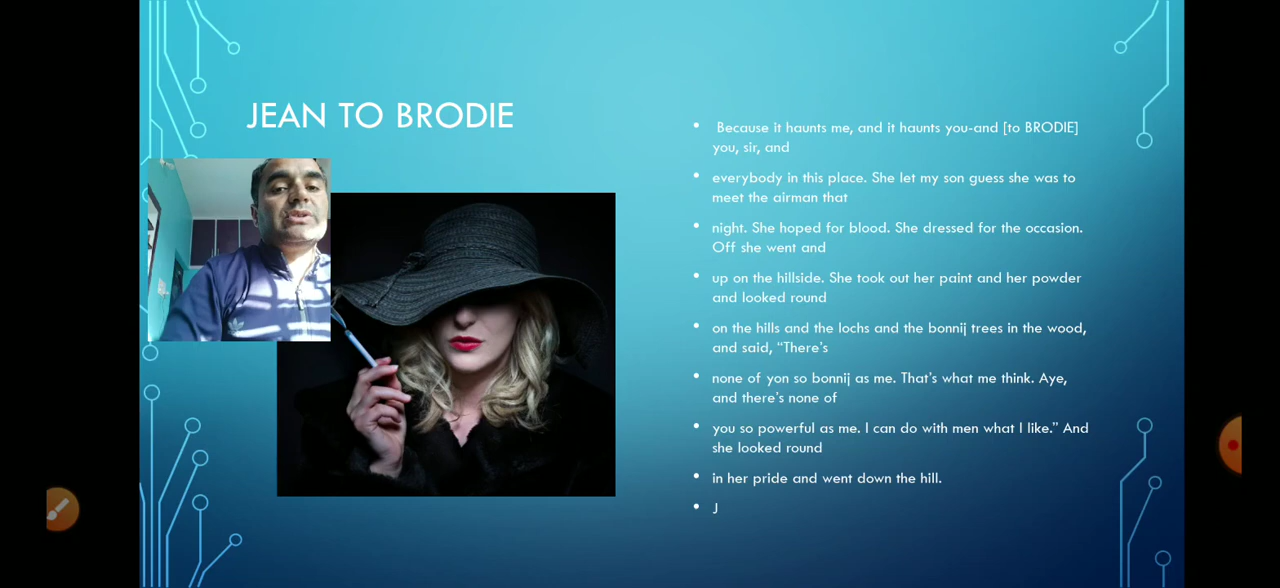 JEAN TO BRODIE
Because it haunts me, and it haunts you-and [to BRODIE]
you, sir, and
everybody in this place. She let my son guess she was to
meet the airman that
night. She hoped for blood. She dressed for the occasion.
Off she went and
up on the hillside. She took out her paint and her powder
and looked round
on the hills and the lochs and the bonnij trees in the wood,
and said, “There’s
none of yon so bonnij as me. That’s what me think. Aye,
and there’s none of
you so powerful as me. I can do with men what I like.” And
she looked round
in her pride and went down the hill.
J